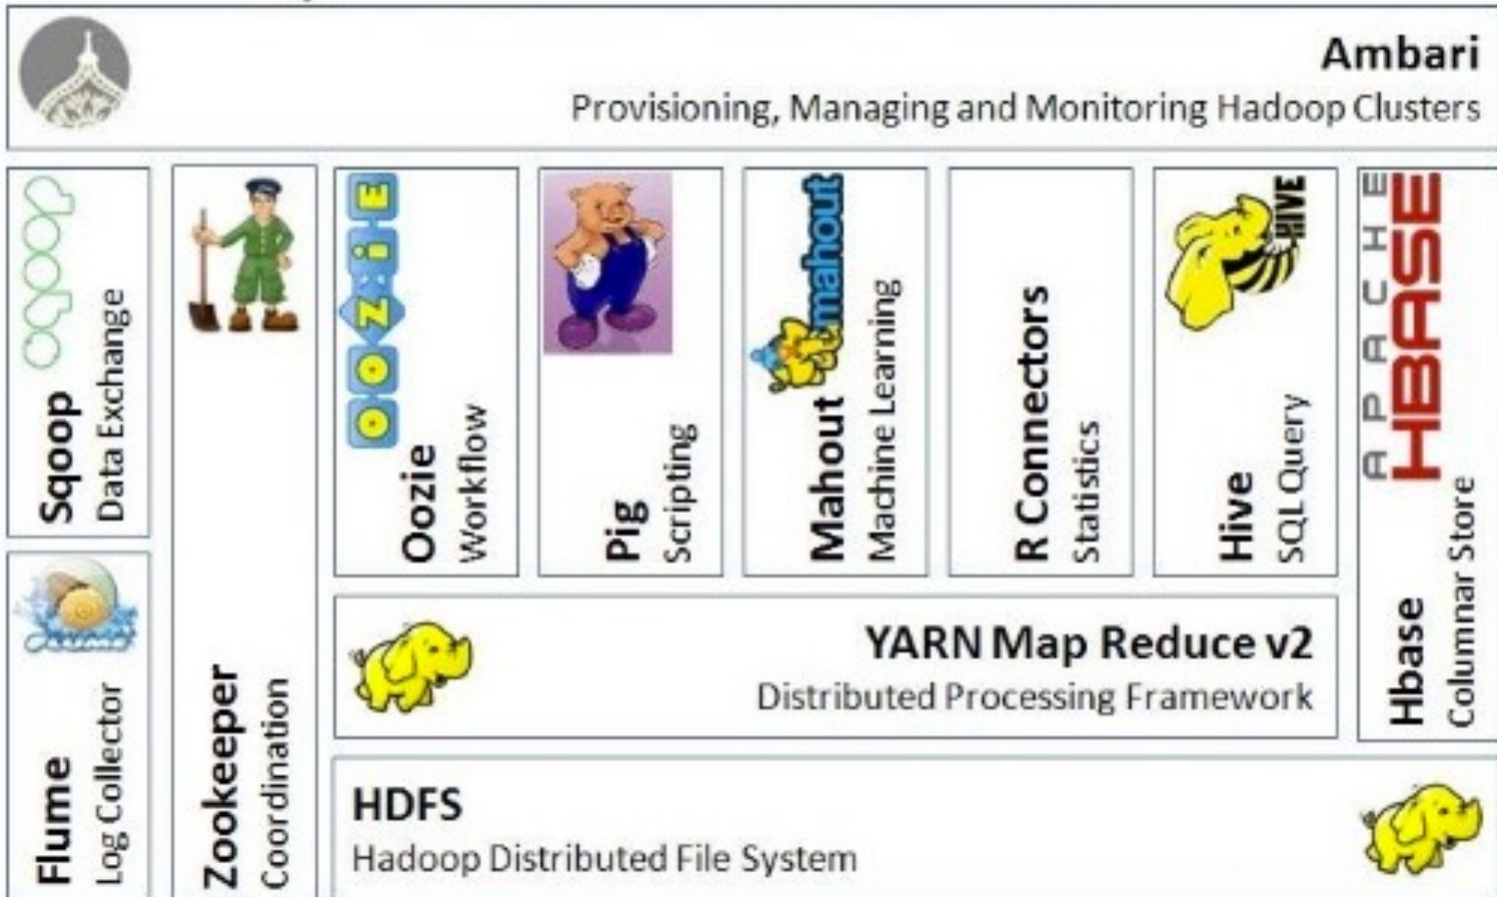 Ambari
Provisioning, Managing and Monitoring Hadoop Clusters
Sqoop
Data Exchange
Flume
Log Collector
Zookeeper
Coordination
OOZiE
Oozie
Workflow
Pig
Scripting
mahout
Mahout
Machine Learning
R Connectors
Statistics
HIVE
Hive
SQL Query
APACHE
HBASE
Hbase
Columnar Store
YARN Map Reduce v2
Distributed Processing Framework
HDFS
Hadoop Distributed File System